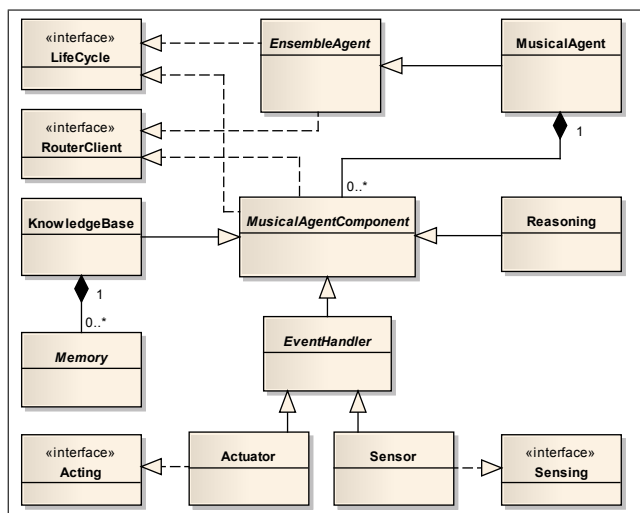 «interface»
LifeCycle
EnsembleAgent
MusicalAgent
1
«interface»
RouterClient
0..*
KnowledgeBase
MusicalAgentComponent
Reasoning
1
0..*
Memory
EventHandler
«interface»
Acting
Actuator
Sensor
«interface»
Sensing